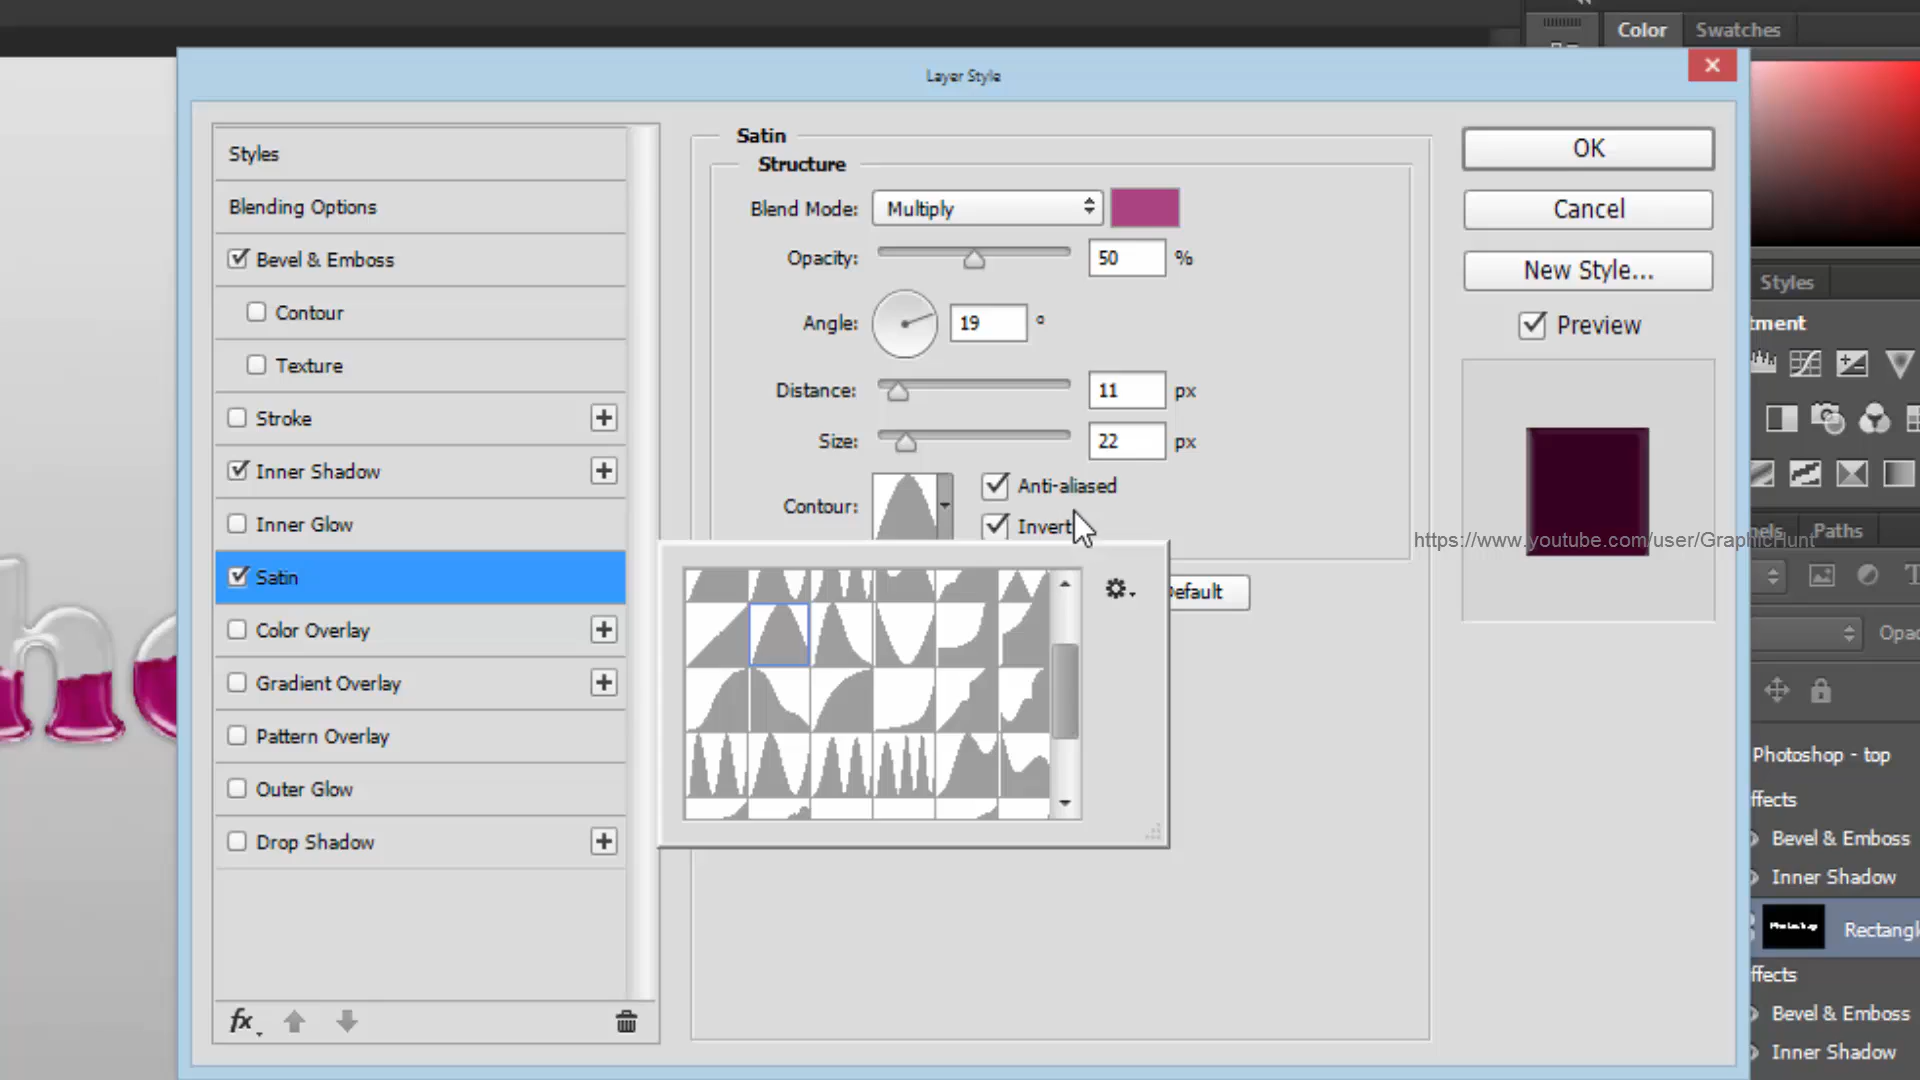 Color
Swatches
Layer Style
Styles
Blending Options
Bevel & Emboss
Contour
Texture
Stroke
Inner Shadow
Inner Glow
Satin
Color Overlay
Gradient Overlay
Pattern Overlay
Outer Glow
Drop Shadow
fx
Satin
Structure
Blend Mode: Multiply
Opacity: 50 %
Angle: 19 °
Distance: 11 px
Size: 22 px
Contour:
Anti-aliased
Invert
efault
OK
Cancel
New Style...
Preview
https://www.youtube.com/user/GraphicHunt
Styles
tment
nels
Paths
T
Opac
Photoshop - top
ffects
Bevel & Emboss
Inner Shadow
Photoshop
Rectangl
ffects
Bevel & Emboss
Inner Shadow